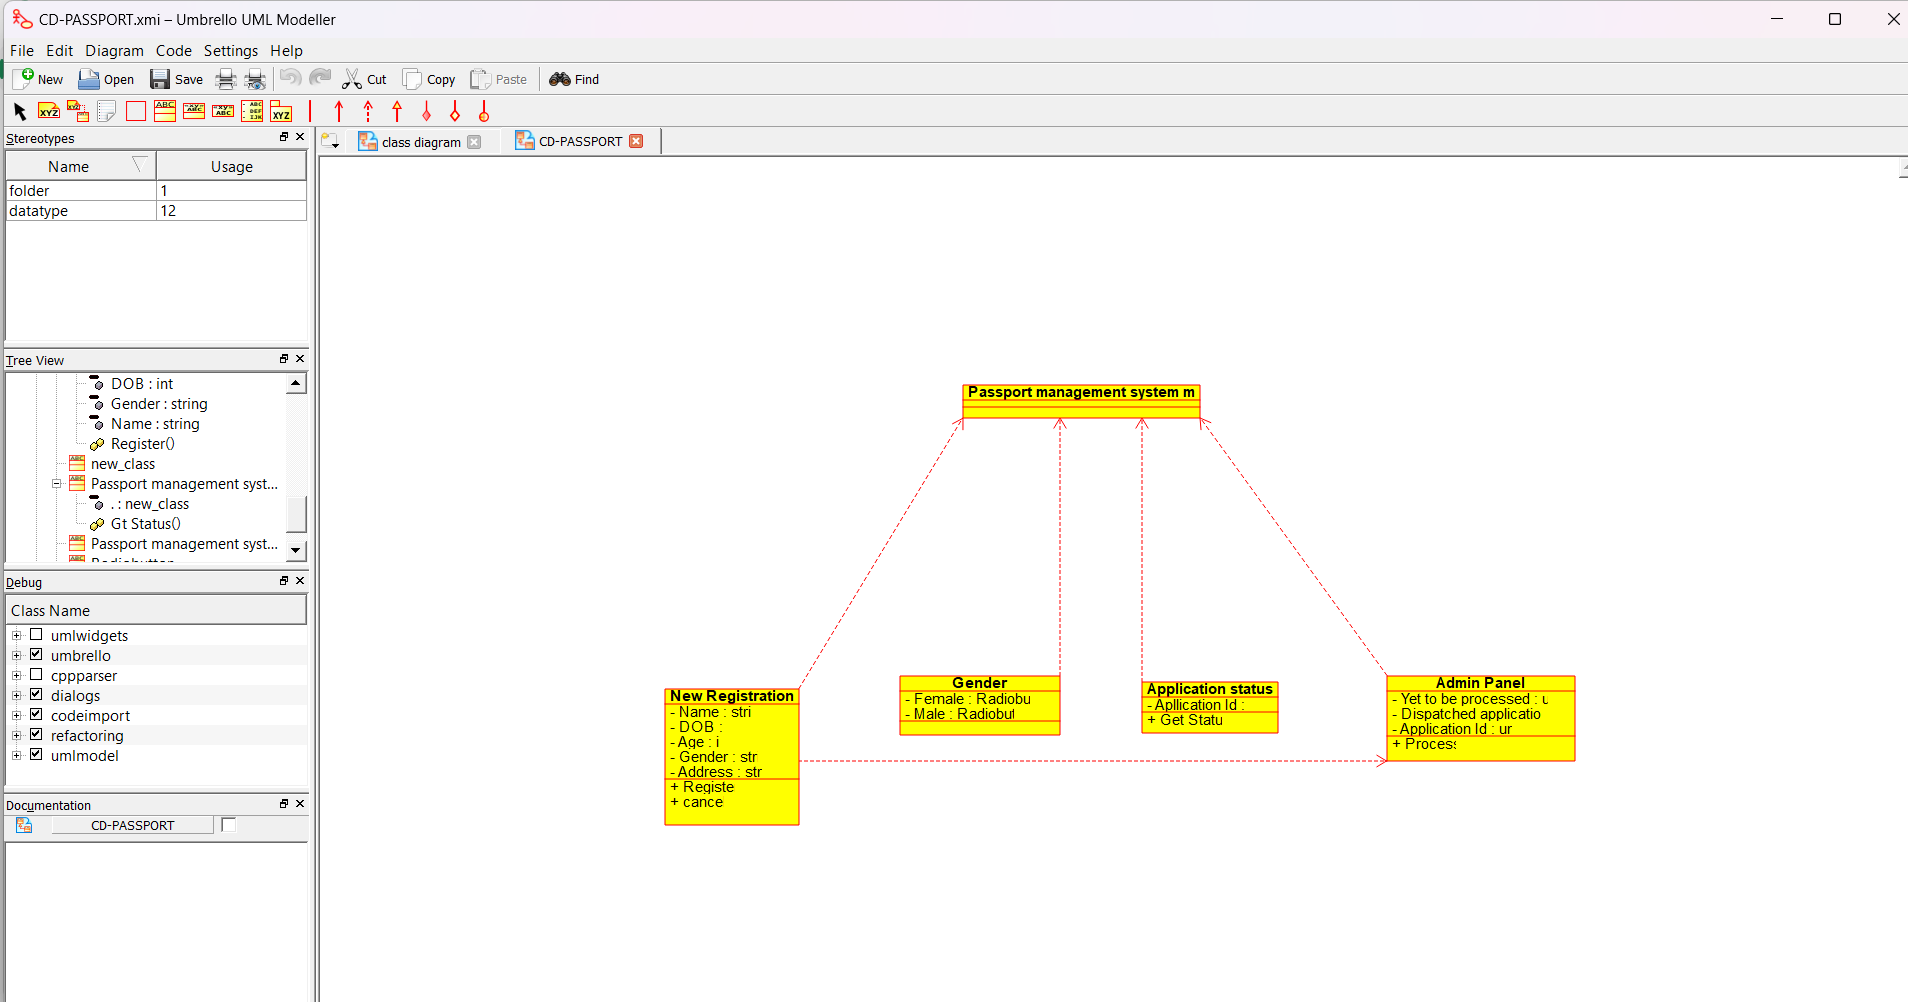 CD-PASSPORT.xmi – Umbrello UML Modeller
File Edit Diagram Code Settings Help
New Open Save Cut Copy Paste Find
Stereotypes
Name Usage
folder 1
datatype 12
class diagram CD-PASSPORT
Tree View
DOB : int
Gender : string
Name : string
Register()
new_class
Passport management syst...
. : new_class
Gt Status()
Passport management syst...
Debug
Class Name
umlwidgets
umbrello
cppparser
dialogs
codeimport
refactoring
umlmodel
Documentation
CD-PASSPORT
Passport management system m
New Registration
- Name : stri
- DOB :
- Age : i
- Gender : str
- Address : str
+ Registe
+ cance
Gender
- Female : Radiobu
- Male : Radiobut
Application status
- Apllication Id :
+ Get Statu
Admin Panel
- Yet to be processed : u
- Dispatched applicatio
- Application Id : ur
+ Proces